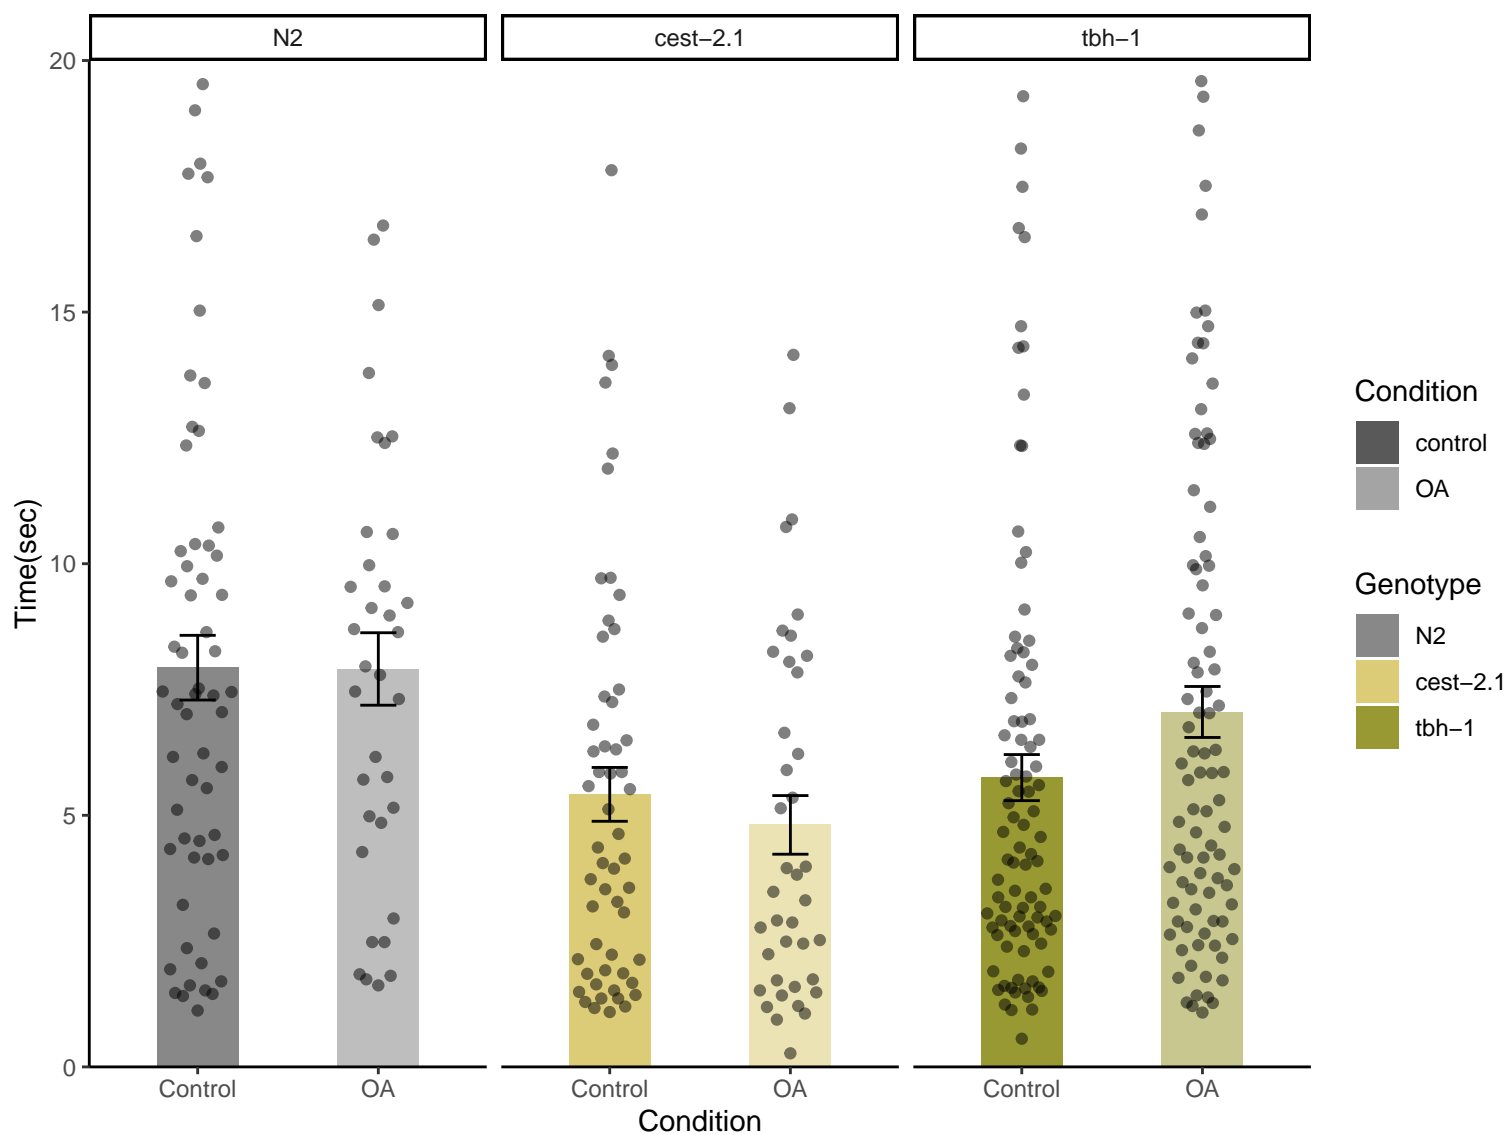 N2
cest−2.1
tbh−1
20
15
10
5
0
Time(sec)
Control
OA
Control
OA
Control
OA
Condition
Condition
control
OA
Genotype
N2
cest−2.1
tbh−1